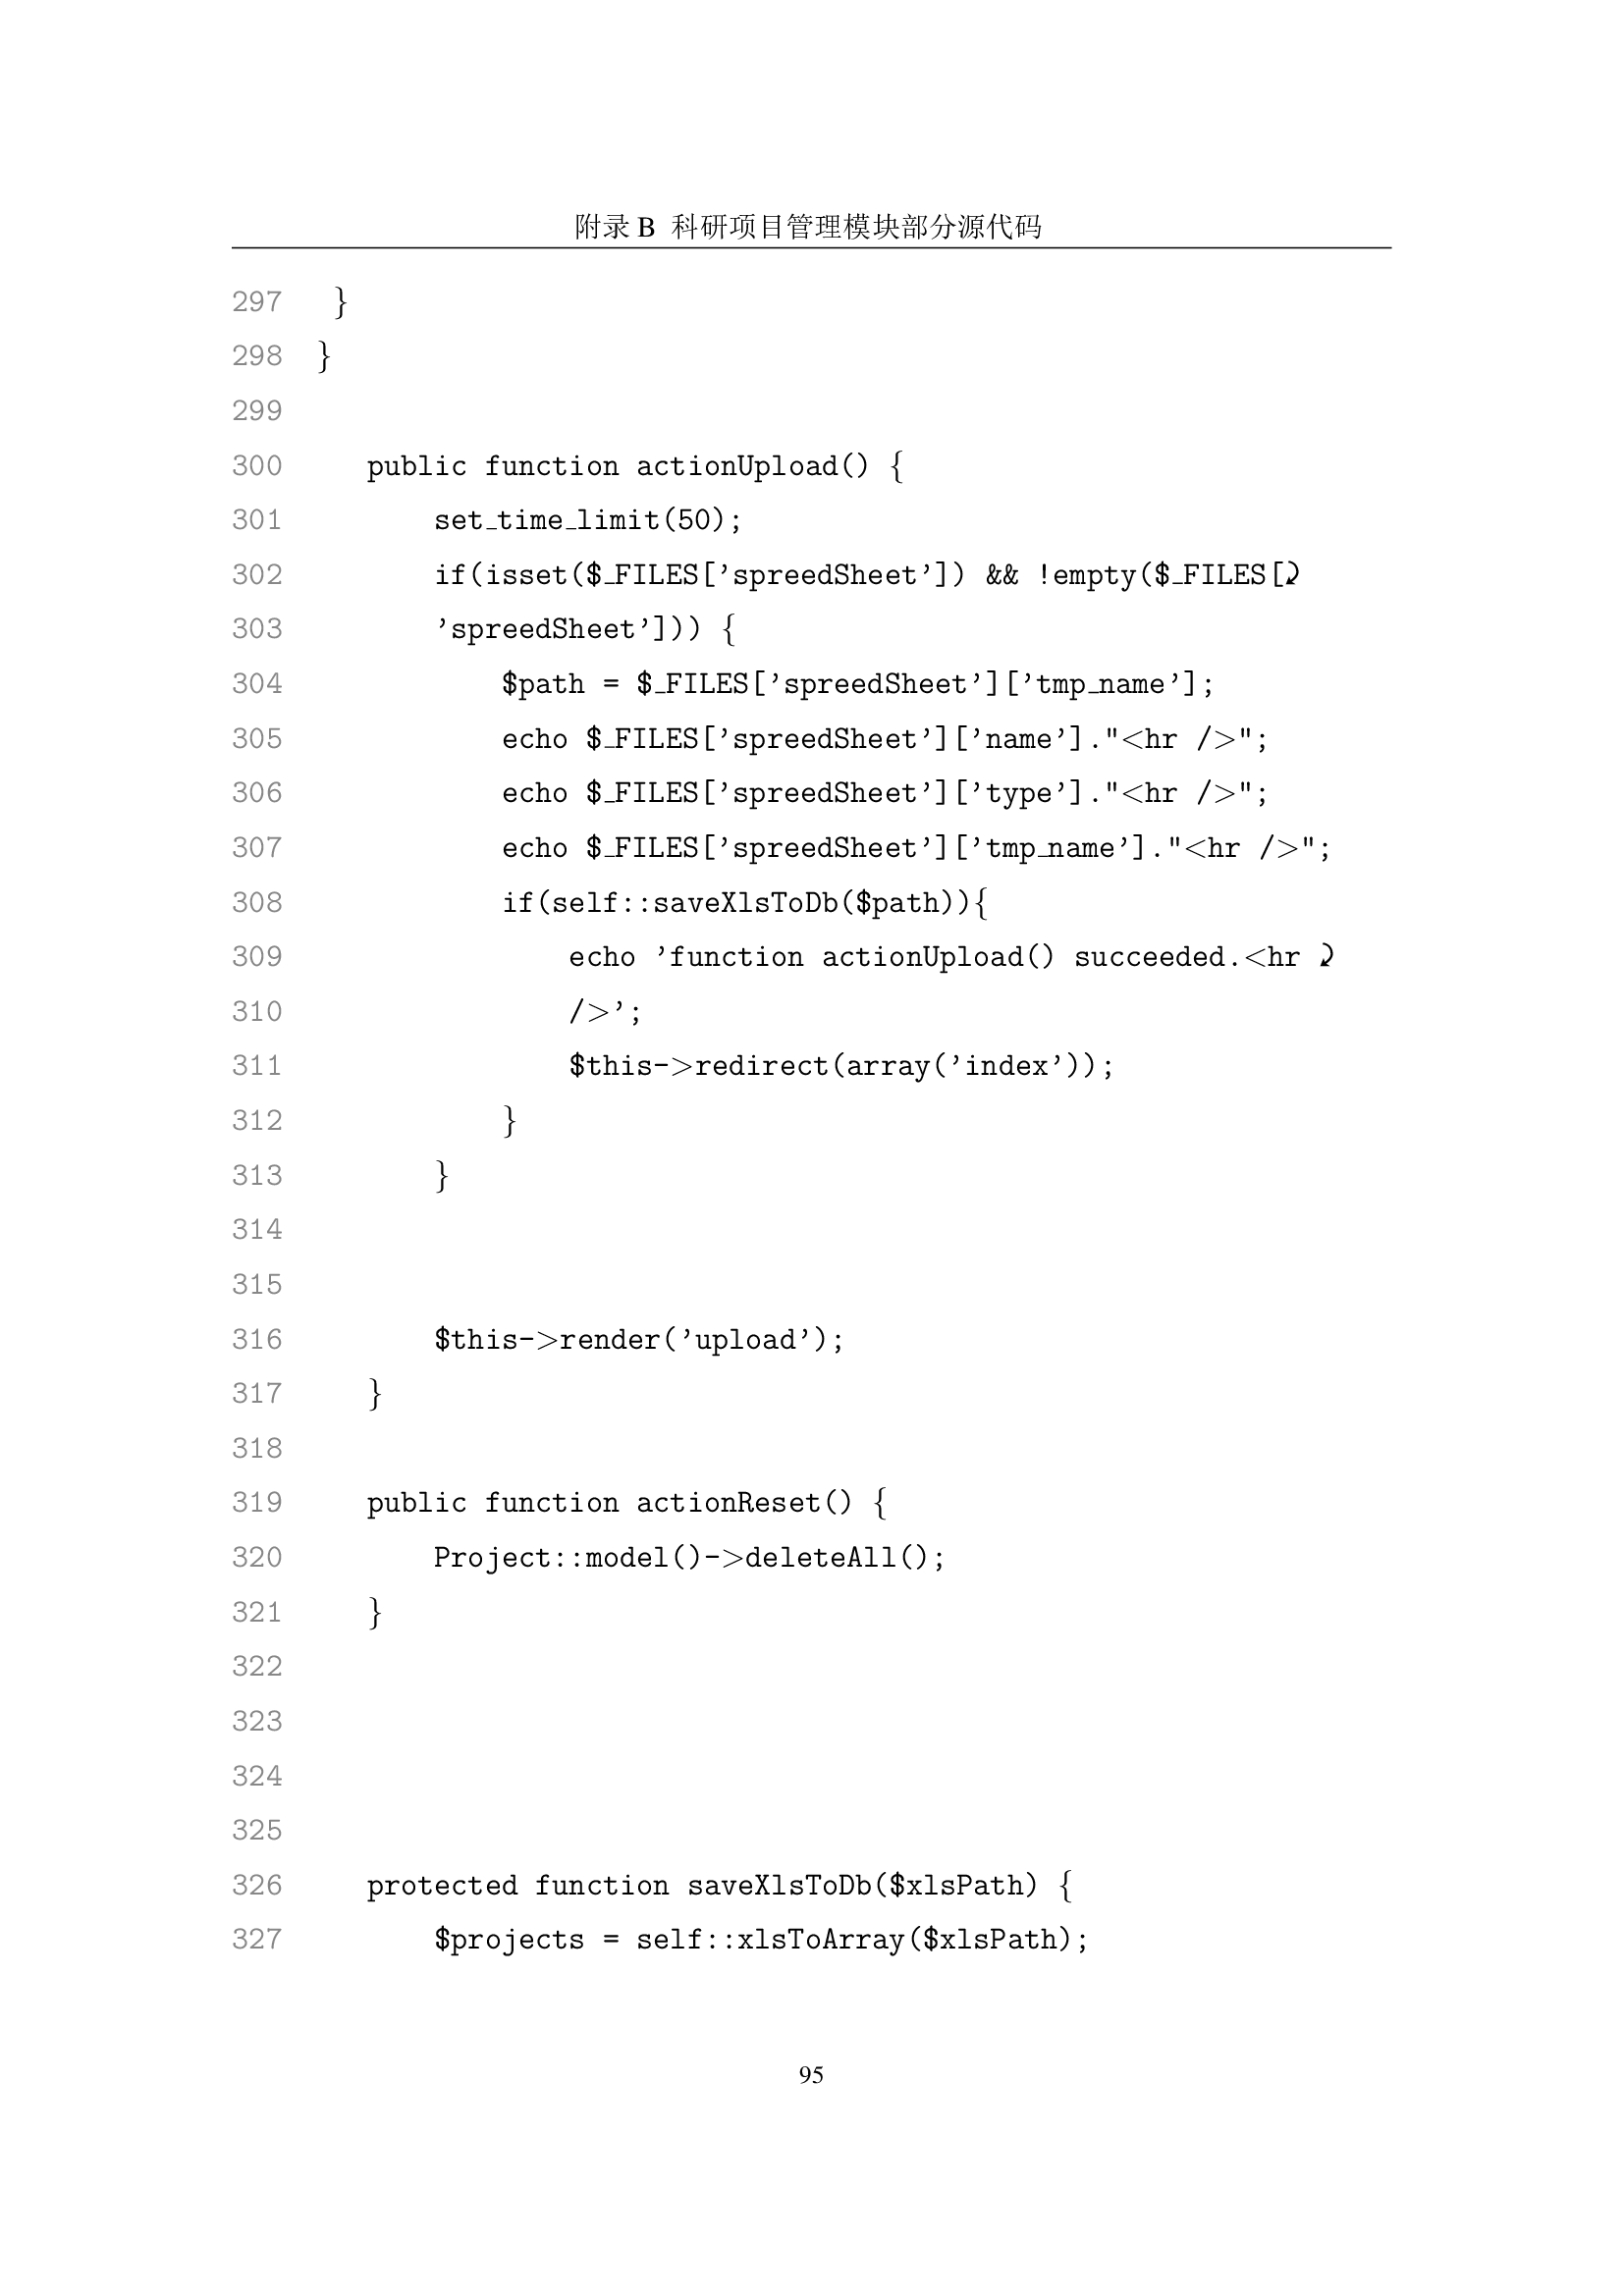 附录 B 科研项目管理模块部分源代码
297    }
298  }
299
300     public function actionUpload() {
301         set_time_limit(50);
302         if(isset($_FILES['spreedSheet']) && !empty($_FILES[⤸
303         'spreedSheet'])) {
304             $path = $_FILES['spreedSheet']['tmp_name'];
305             echo $_FILES['spreedSheet']['name']."<hr />";
306             echo $_FILES['spreedSheet']['type']."<hr />";
307             echo $_FILES['spreedSheet']['tmp_name']."<hr />";
308             if(self::saveXlsToDb($path)){
309                 echo 'function actionUpload() succeeded.<hr ⤸
310                 />';
311                 $this->redirect(array('index'));
312             }
313         }
314
315
316         $this->render('upload');
317     }
318
319     public function actionReset() {
320         Project::model()->deleteAll();
321     }
322
323
324
325
326     protected function saveXlsToDb($xlsPath) {
327         $projects = self::xlsToArray($xlsPath);
95